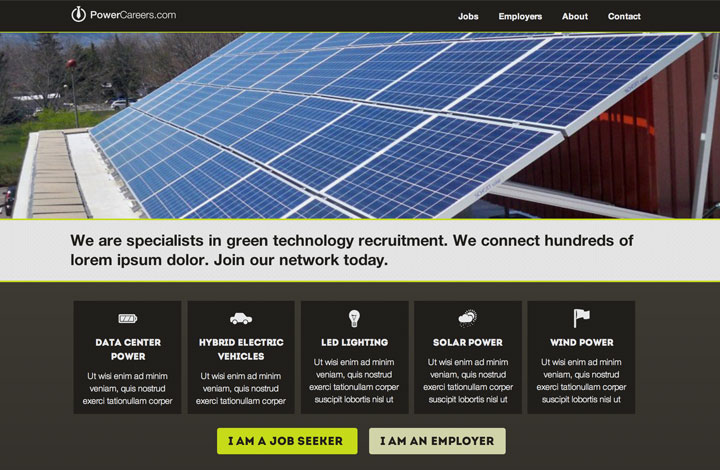 PowerCareers.com
Jobs Employers About Contact
We are specialists in green technology recruitment. We connect hundreds of
lorem ipsum dolor. Join our network today.
DATA CENTER
POWER
Ut wisi enim ad minim
veniam, quis nostrud
exerci tationullam corper
HYBRID ELECTRIC
VEHICLES
Ut wisi enim ad minim
veniam, quis nostrud
exerci tationullam corper
LED LIGHTING
Ut wisi enim ad minim
veniam, quis nostrud
exerci tationullam corper
suscipit lobortis nisl ut
SOLAR POWER
Ut wisi enim ad minim
veniam, quis nostrud
exerci tationullam corper
suscipit lobortis nisl ut
WIND POWER
Ut wisi enim ad minim
veniam, quis nostrud
exerci tationullam corper
suscipit lobortis nisl ut
I AM A JOB SEEKER
I AM AN EMPLOYER